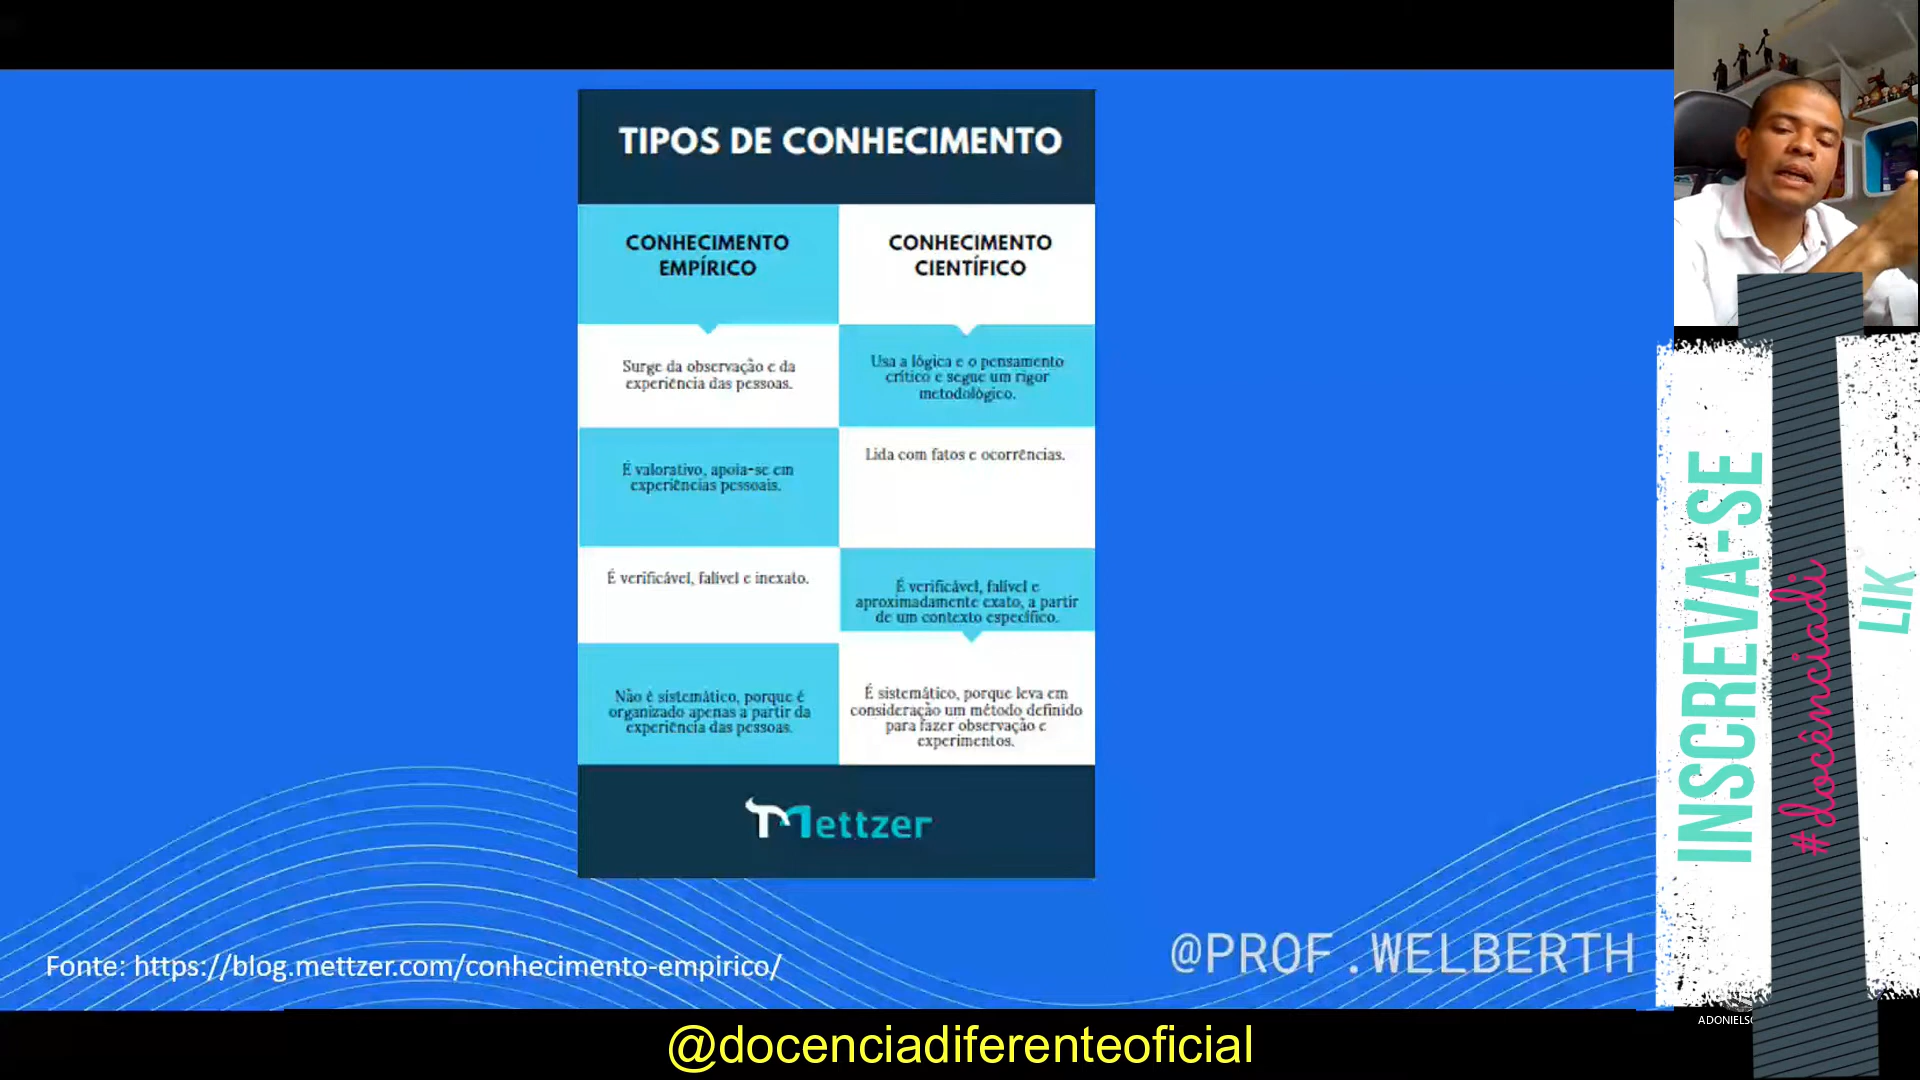 TIPOS DE CONHECIMENTO
CONHECIMENTO
EMPÍRICO
CONHECIMENTO
CIENTÍFICO
Surge da observação e da
experiência das pessoas.
Usa a lógica e o pensamento
crítico e segue um rigor
metodológico.
É valorativo, apoia-se em
experiências pessoais.
Lida com fatos e ocorrências.
É verificável, falível e inexato.
É verificável, falível e
aproximadamente exato, a partir
de um contexto específico.
Não é sistemático, porque é
organizado apenas a partir da
experiência das pessoas.
É sistemático, porque leva em
consideração um método definido
para fazer observação e
experimentos.
Mettzer
Fonte: https://blog.mettzer.com/conhecimento-empirico/
@PROF.WELBERTH
INSCREVA-SE
#docênciadi
LIK
@docenciadiferenteoficial